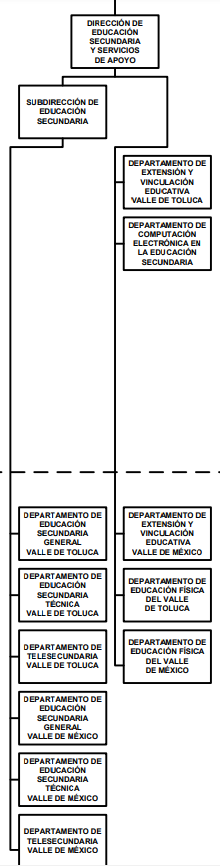 DIRECCIÓN DE
EDUCACIÓN
SECUNDARIA
Y SERVICIOS
DE APOYO
SUBDIRECCIÓN DE
EDUCACIÓN
SECUNDARIA
DEPARTAMENTO DE
EXTENSIÓN Y
VINCULACIÓN
EDUCATIVA
VALLE DE TOLUCA
DEPARTAMENTO DE
COMPUTACIÓN
ELECTRÓNICA EN
LA EDUCACIÓN
SECUNDARIA
DEPARTAMENTO DE
EDUCACIÓN
SECUNDARIA
GENERAL
VALLE DE TOLUCA
DEPARTAMENTO DE
EXTENSIÓN Y
VINCULACIÓN
EDUCATIVA
VALLE DE MÉXICO
DEPARTAMENTO DE
EDUCACIÓN
SECUNDARIA
TÉCNICA
VALLE DE TOLUCA
DEPARTAMENTO DE
EDUCACIÓN FÍSICA
DEL VALLE
DE TOLUCA
DEPARTAMENTO DE
TELESECUNDARIA
VALLE DE TOLUCA
DEPARTAMENTO DE
EDUCACIÓN FÍSICA
DEL VALLE
DE MÉXICO
DEPARTAMENTO DE
EDUCACIÓN
SECUNDARIA
GENERAL
VALLE DE MÉXICO
DEPARTAMENTO DE
EDUCACIÓN
SECUNDARIA
TÉCNICA
VALLE DE MÉXICO
DEPARTAMENTO DE
TELESECUNDARIA
VALLE DE MÉXICO